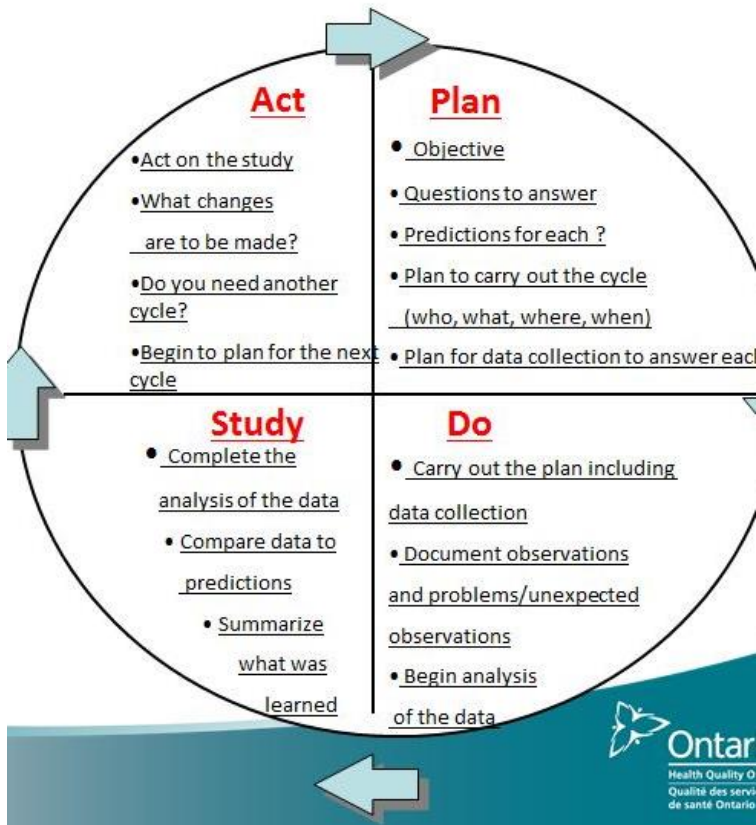 Act
•Act on the study
•What changes
are to be made?
•Do you need another
cycle?
•Begin to plan for the next
cycle
Plan
• Objective
•Questions to answer
•Predictions for each ?
•Plan to carry out the cycle
(who, what, where, when)
• Plan for data collection to answer each
Study
• Complete the
analysis of the data
• Compare data to
predictions
• Summarize
what was
learned
Do
• Carry out the plan including
data collection
• Document observations
and problems/unexpected
observations
• Begin analysis
of the data
Ontar
Health Quality O
Qualité des servic
de santé Ontario